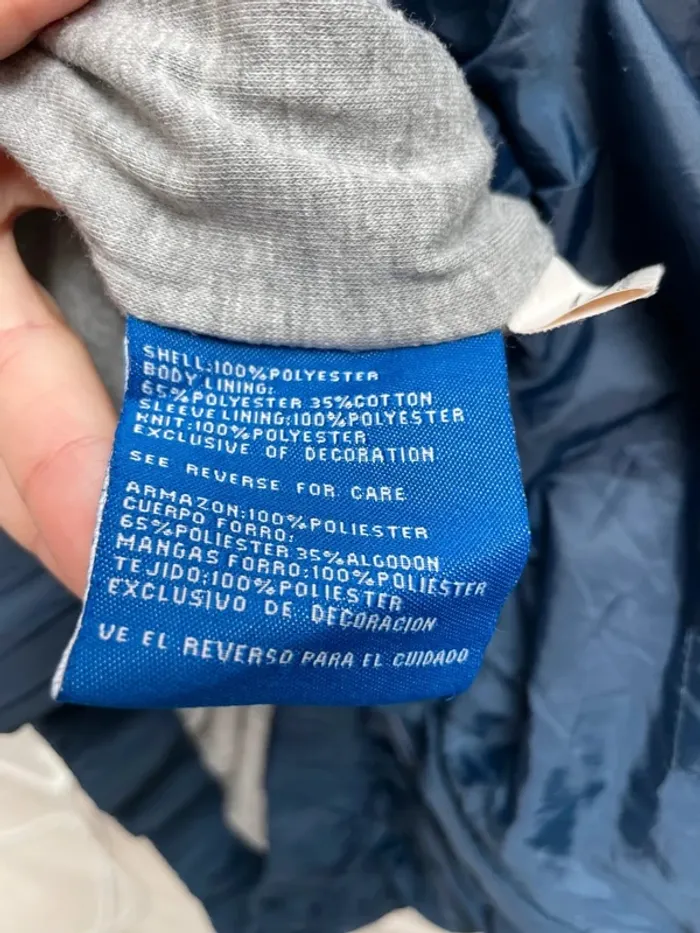 SHELL:100%POLYESTER
BODY LINING:
65%POLYESTER 35%COTTON
SLEEVE LINING:100%POLYESTER
KNIT:100%POLYESTER
EXCLUSIVE OF DECORATION
SEE REVERSE FOR CARE
ARMAZON:100%POLIESTER
CUERPO FORRO:
65%POLIESTER 35%ALGODON
MANGAS FORRO:100%POLIESTER
TEJIDO:100%POLIESTER
EXCLUSIVO DE DECORACION
VE EL REVERSO PARA EL CUIDADO